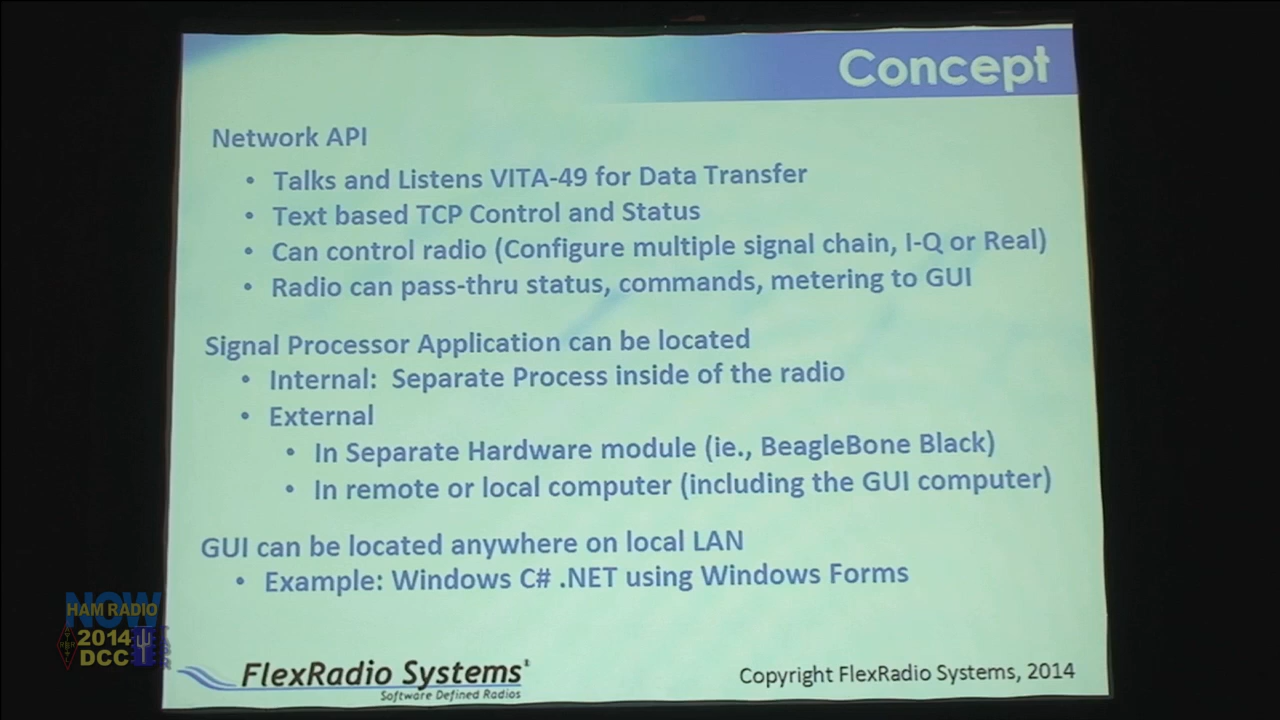 Concept
Network API
• Talks and Listens VITA-49 for Data Transfer
• Text based TCP Control and Status
• Can control radio (Configure multiple signal chain, I-Q or Real)
• Radio can pass-thru status, commands, metering to GUI
Signal Processor Application can be located
• Internal: Separate Process inside of the radio
• External
• In Separate Hardware module (ie., BeagleBone Black)
• In remote or local computer (including the GUI computer)
GUI can be located anywhere on local LAN
• Example: Windows C# .NET using Windows Forms
NOW
HAM RADIO
2014
DCC
FlexRadio Systems
Software Defined Radios
Copyright FlexRadio Systems, 2014